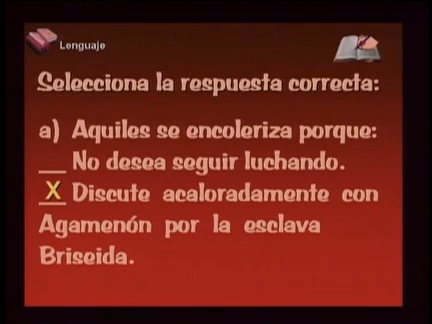 Lenguaje
Selecciona la respuesta correcta:
a) Aquiles se encoleriza porque:
__ No desea seguir luchando.
X Discute acaloradamente con
Agamenón por la esclava
Briseida.